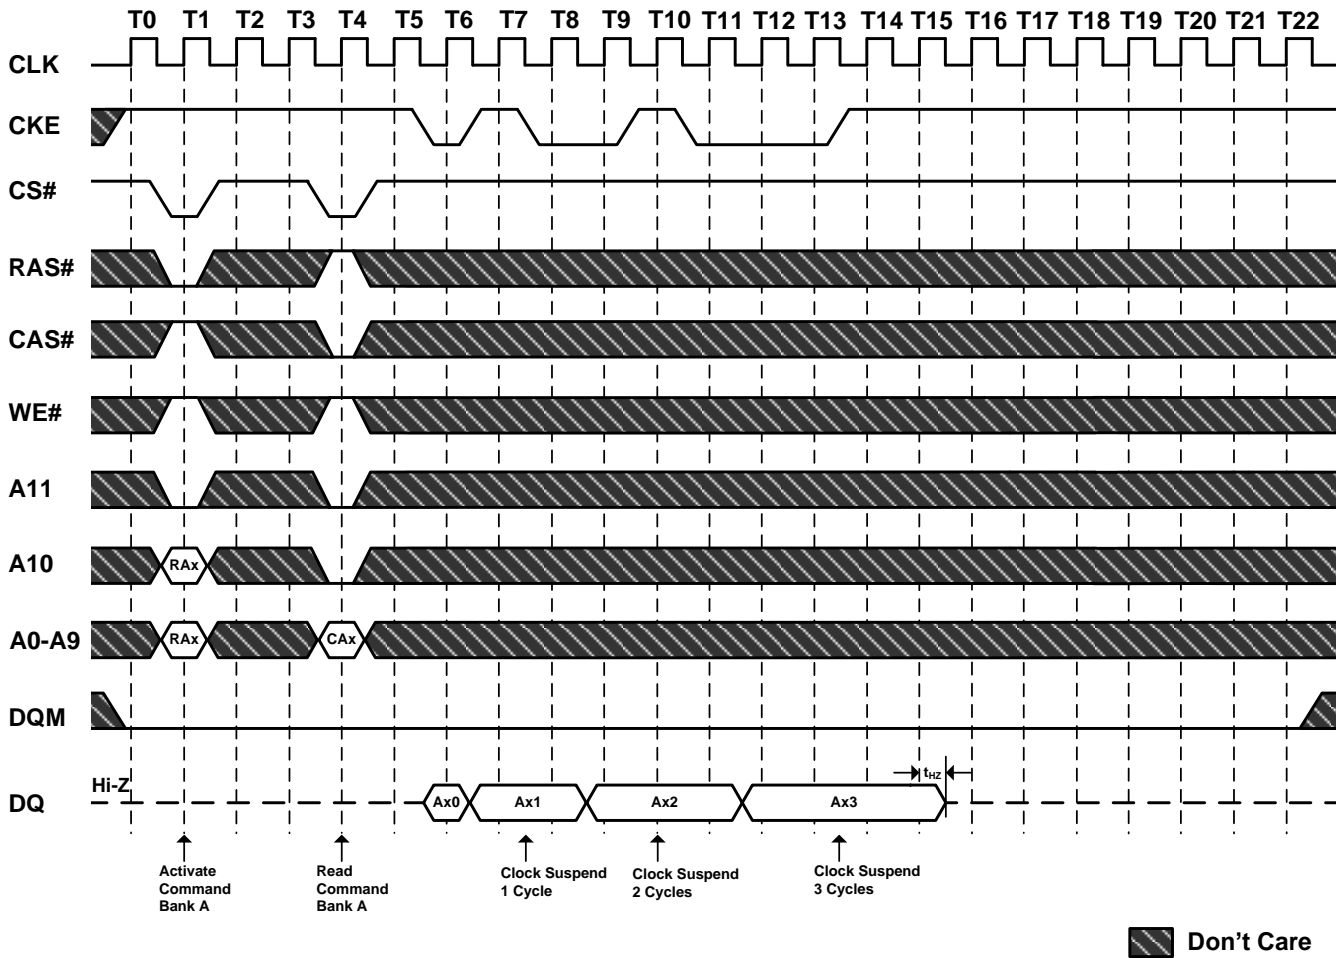 T0 T1 T2 T3 T4 T5 T6 T7 T8 T9 T10 T11 T12 T13 T14 T15 T16 T17 T18 T19 T20 T21 T22
CLK
CKE
CS#
RAS#
CAS#
WE#
A11
A10 RAx
A0-A9 RAx CAx
DQM
Hi-Z tHZ
DQ Ax0 Ax1 Ax2 Ax3
Activate
Command
Bank A
Read
Command
Bank A
Clock Suspend
1 Cycle
Clock Suspend
2 Cycles
Clock Suspend
3 Cycles
Don't Care